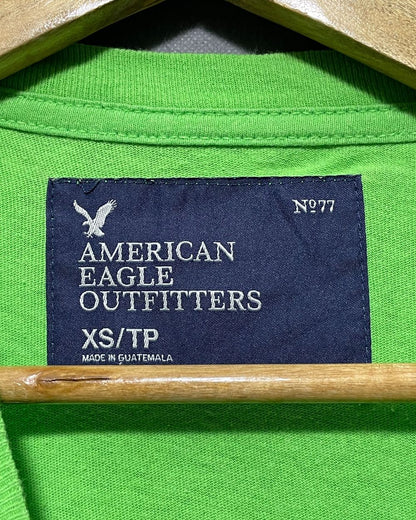 Nº77
AMERICAN
EAGLE
OUTFITTERS
XS/TP
MADE IN GUATEMALA